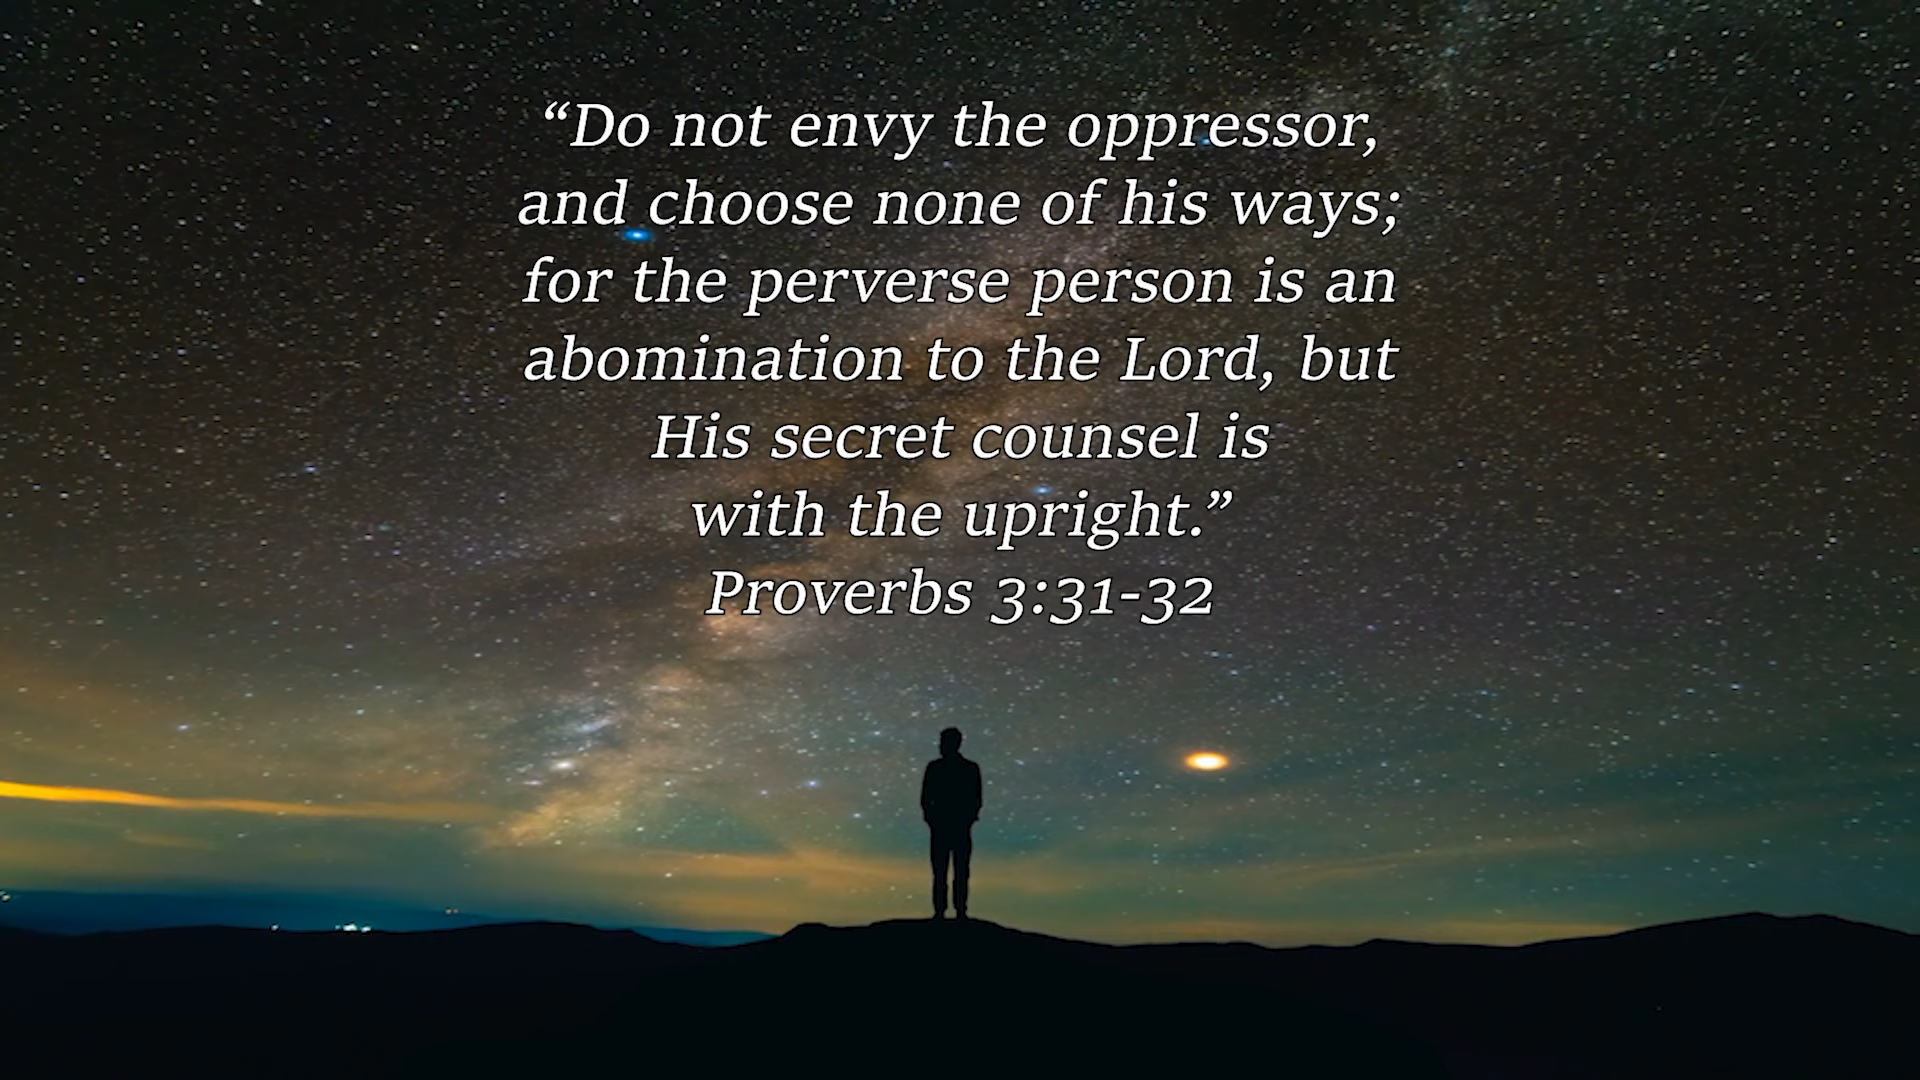 “Do not envy the oppressor,
and choose none of his ways;
for the perverse person is an
abomination to the Lord, but
His secret counsel is
with the upright.”
Proverbs 3:31-32